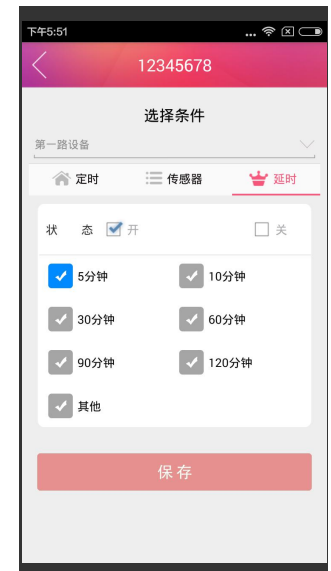 下午5:51 ...
12345678
选择条件
第一路设备
定时 传感器 延时
状 态 开 关
5分钟 10分钟
30分钟 60分钟
90分钟 120分钟
其他
保存